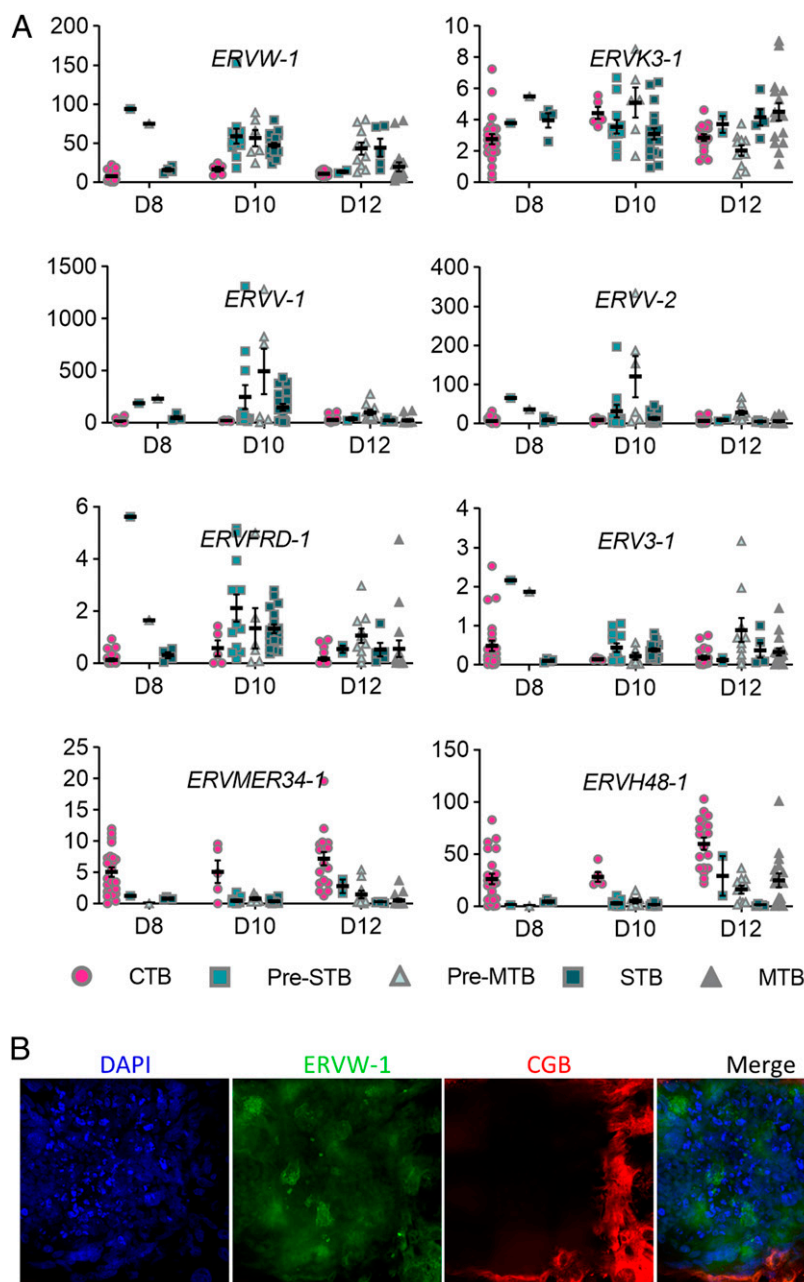 A
ERVW-1
200
150
100
50
0
D8 D10 D12
ERVK3-1
10
8
6
4
2
0
D8 D10 D12
ERVV-1
1500
1000
500
0
D8 D10 D12
ERVV-2
400
300
200
100
0
D8 D10 D12
ERVFRD-1
6
4
2
0
D8 D10 D12
ERV3-1
4
3
2
1
0
D8 D10 D12
ERVMER34-1
25
20
15
10
5
0
D8 D10 D12
ERVH48-1
150
100
50
0
D8 D10 D12
CTB Pre-STB Pre-MTB STB MTB
B
DAPI ERVW-1 CGB Merge